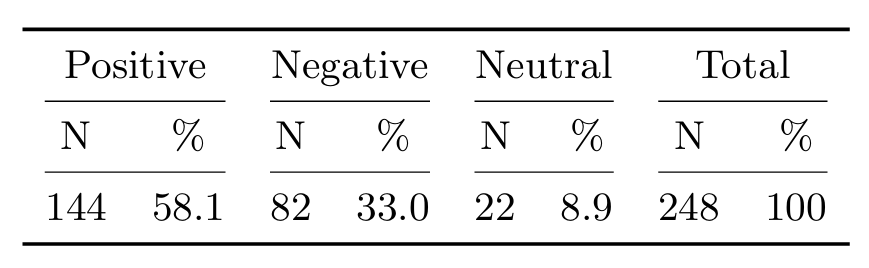 Positive Negative Neutral Total
N % N % N % N %
144 58.1 82 33.0 22 8.9 248 100